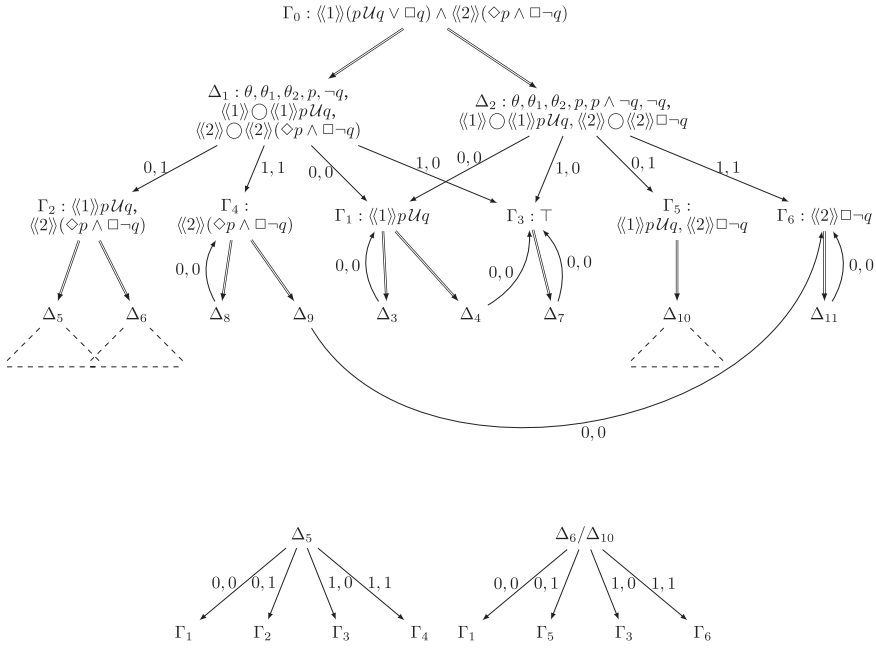 Γ₀ : ⟨⟨1⟩⟩(p𝒰q ∨ □q) ∧ ⟨⟨2⟩⟩(◇p ∧ □¬q)
Δ₁ : θ, θ₁, θ₂, p, ¬q,
⟨⟨1⟩⟩◯⟨⟨1⟩⟩p𝒰q,
⟨⟨2⟩⟩◯⟨⟨2⟩⟩(◇p ∧ □¬q)
Δ₂ : θ, θ₁, θ₂, p, p ∧ ¬q, ¬q,
⟨⟨1⟩⟩◯⟨⟨1⟩⟩p𝒰q, ⟨⟨2⟩⟩◯⟨⟨2⟩⟩□¬q
0, 1
1, 1
0, 0
1, 0
0, 0
1, 0
0, 1
1, 1
Γ₂ : ⟨⟨1⟩⟩p𝒰q,
⟨⟨2⟩⟩(◇p ∧ □¬q)
Γ₄ :
⟨⟨2⟩⟩(◇p ∧ □¬q)
Γ₁ : ⟨⟨1⟩⟩p𝒰q
Γ₃ : ⊤
Γ₅ :
⟨⟨1⟩⟩p𝒰q, ⟨⟨2⟩⟩□¬q
Γ₆ : ⟨⟨2⟩⟩□¬q
0, 0
0, 0
0, 0
0, 0
0, 0
Δ₅
Δ₆
Δ₈
Δ₉
Δ₃
Δ₄
Δ₇
Δ₁₀
Δ₁₁
0, 0
Δ₅
Δ₆/Δ₁₀
0, 0
0, 1
1, 0
1, 1
0, 0
0, 1
1, 0
1, 1
Γ₁
Γ₂
Γ₃
Γ₄
Γ₁
Γ₅
Γ₃
Γ₆